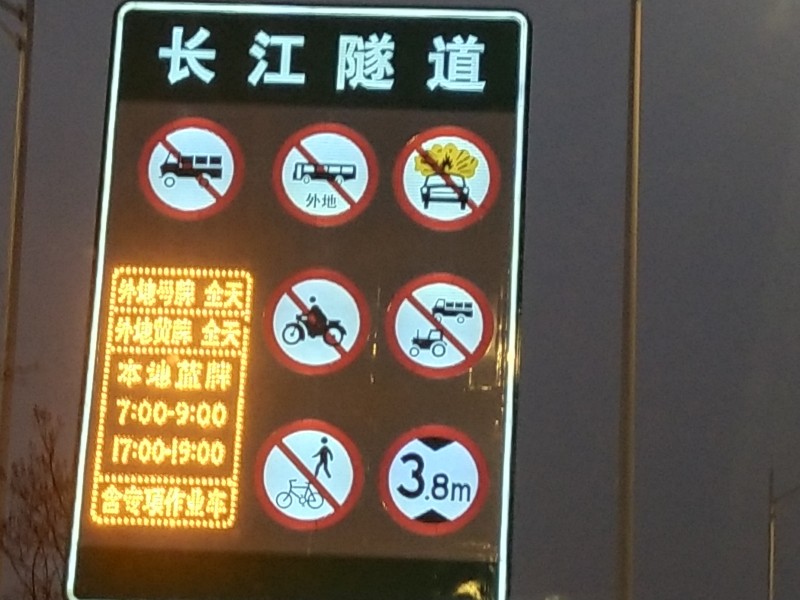 长江隧道
外地
外地号牌 全天
外地货牌 全天
本地蓝牌
7:00-9:00
17:00-19:00
含专项作业车
3.8m